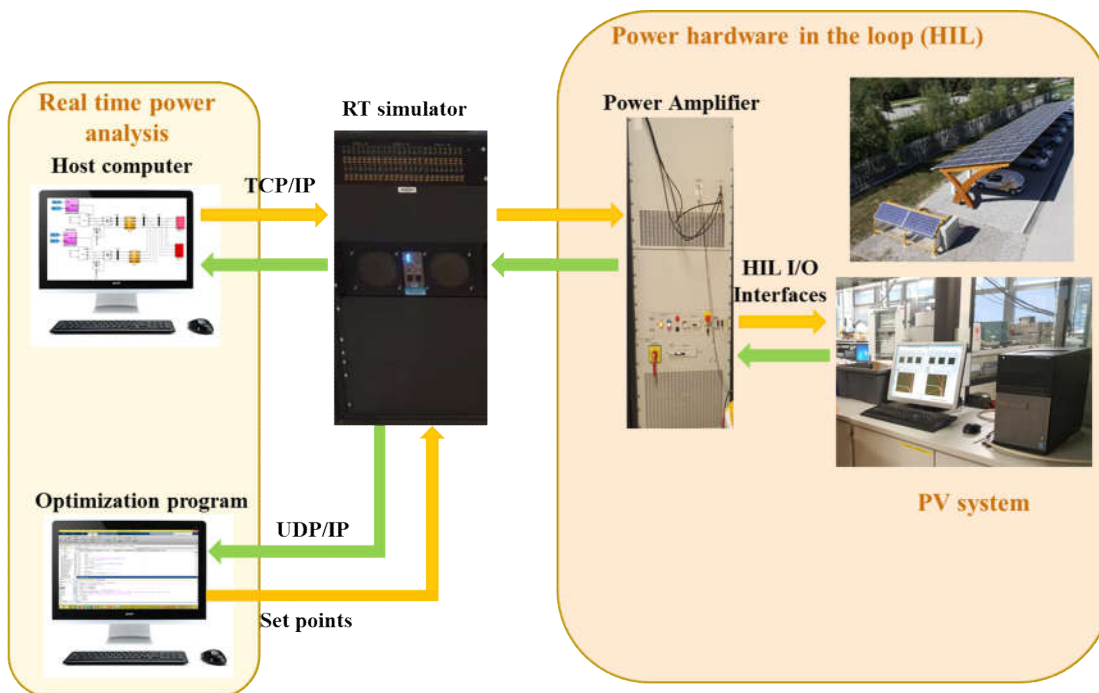 Power hardware in the loop (HIL)
Real time power
analysis
Host computer
RT simulator
Power Amplifier
TCP/IP
HIL I/O
Interfaces
Optimization program
UDP/IP
Set points
PV system